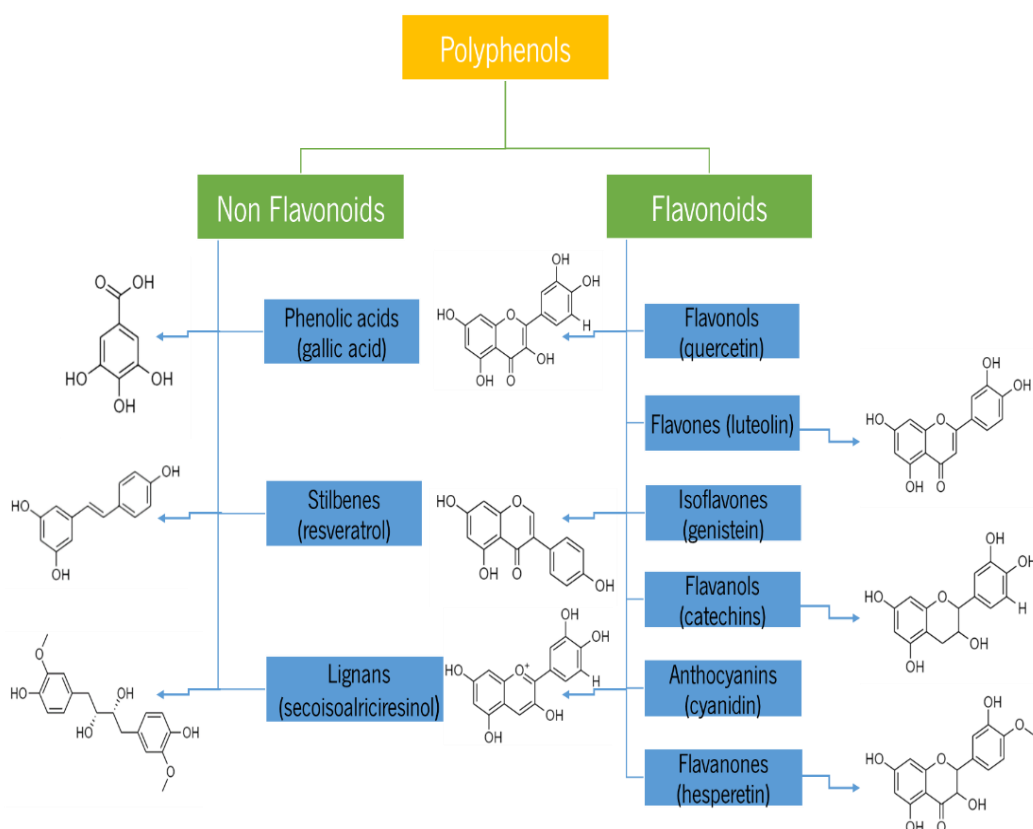 Polyphenols
Non Flavonoids
Flavonoids
O OH
HO OH
OH
Phenolic acids
(gallic acid)
OH
OH
HO O
H
OH
OH O
Flavonols
(quercetin)
Flavones (luteolin)
OH
OH
HO O
OH O
OH
HO
OH
Stilbenes
(resveratrol)
HO O
OH O
OH
Isoflavones
(genistein)
Flavanols
(catechins)
OH
OH
HO O
H
OH
OH
O
HO OH
HO OH
O
Lignans
(secoisoalriciresinol)
OH
OH
HO O+ H
OH
OH
Anthocyanins
(cyanidin)
Flavanones
(hesperetin)
OH
O
HO O
OH
OH O